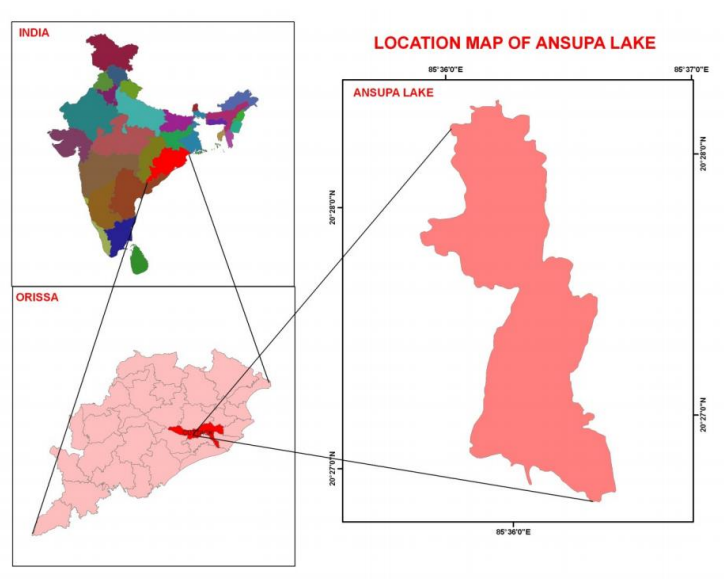 INDIA
LOCATION MAP OF ANSUPA LAKE
85°36'0"E
85°37'0"E
ANSUPA LAKE
20°28'0"N
20°28'0"N
ORISSA
20°27'0"N
20°27'0"N
85°36'0"E